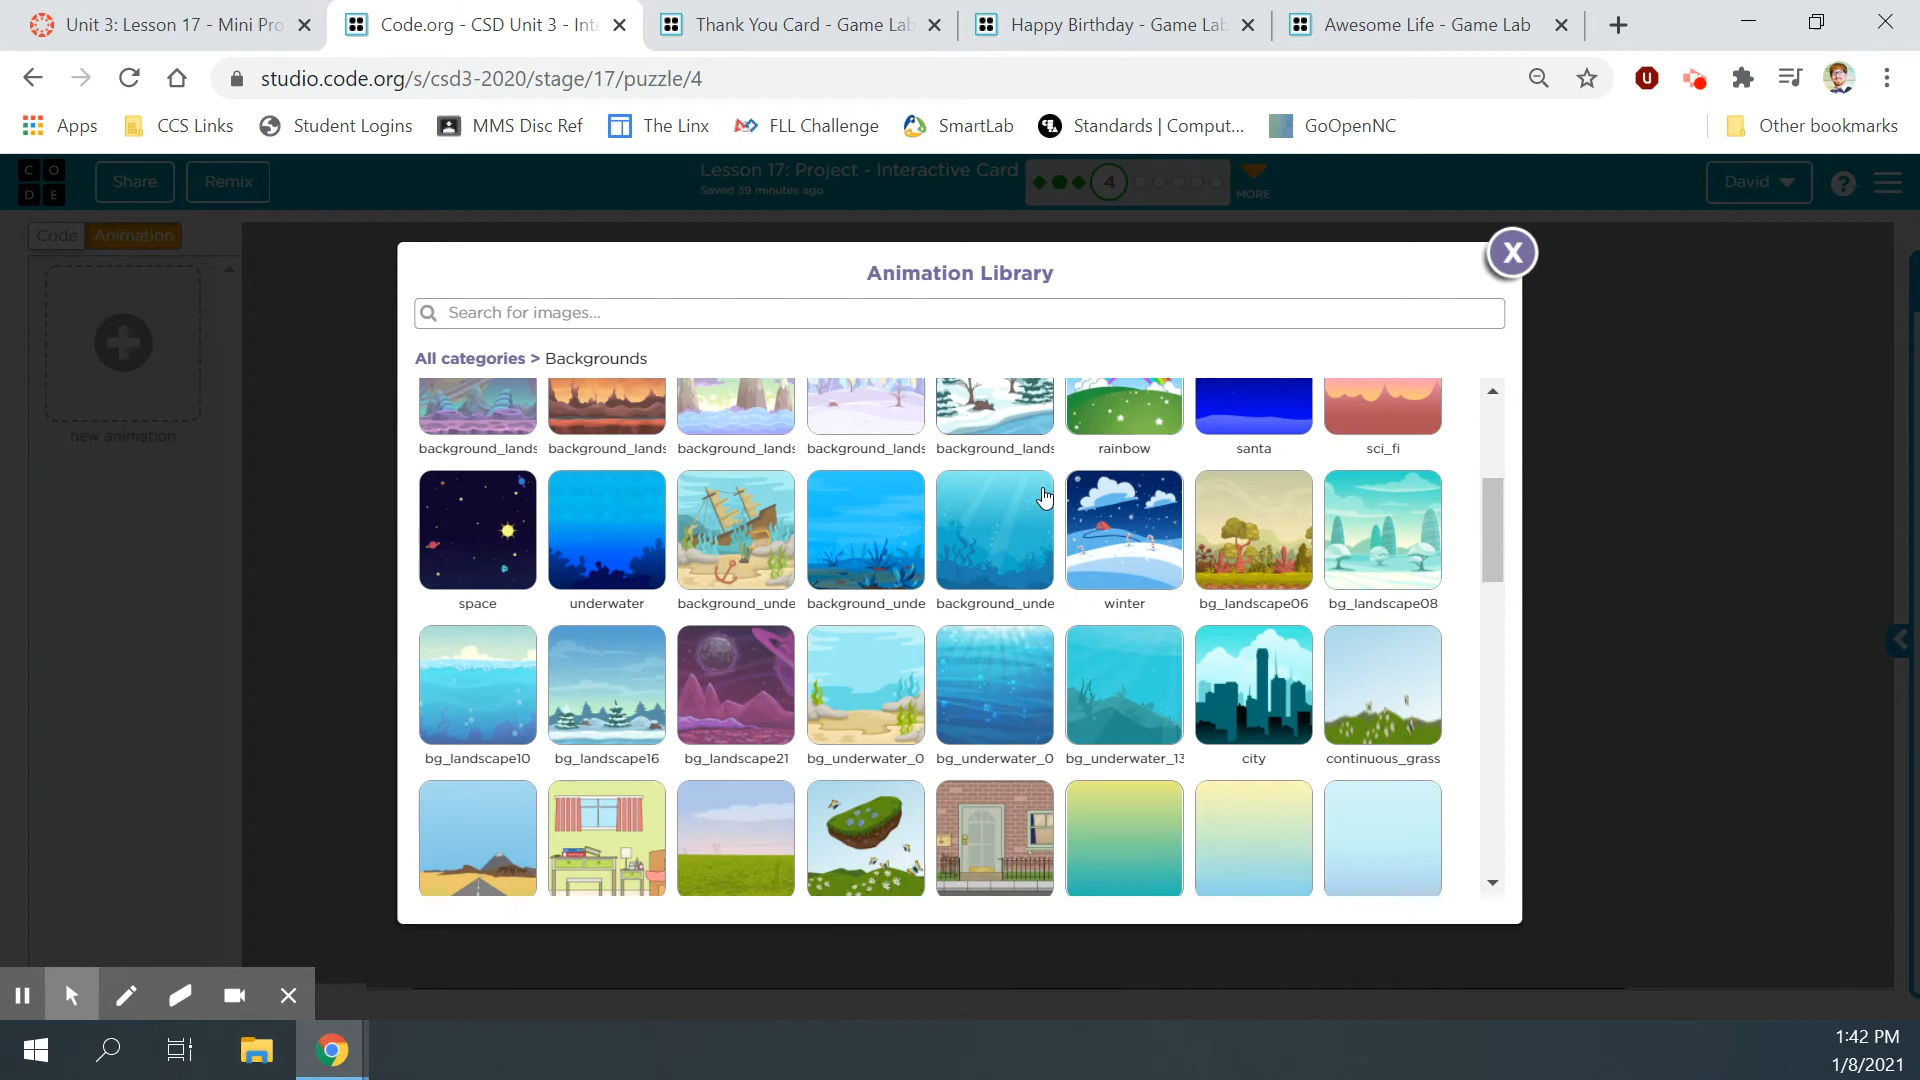 Unit 3: Lesson 17 - Mini Pro
Code.org - CSD Unit 3 - Inte
Thank You Card - Game Lab
Happy Birthday - Game Lab
Awesome Life - Game Lab
studio.code.org/s/csd3-2020/stage/17/puzzle/4
Apps
CCS Links
Student Logins
MMS Disc Ref
The Linx
FLL Challenge
SmartLab
Standards | Comput...
GoOpenNC
Other bookmarks
C O
D E
Share
Remix
Lesson 17: Project - Interactive Card
Saved 39 minutes ago
4
MORE
David
Code
Animation
new animation
Animation Library
X
Search for images...
All categories > Backgrounds
background_lands
background_lands
background_lands
background_lands
background_lands
rainbow
santa
sci_fi
space
underwater
background_unde
background_unde
background_unde
winter
bg_landscape06
bg_landscape08
bg_landscape10
bg_landscape16
bg_landscape21
bg_underwater_0
bg_underwater_0
bg_underwater_13
city
continuous_grass
1:42 PM
1/8/2021